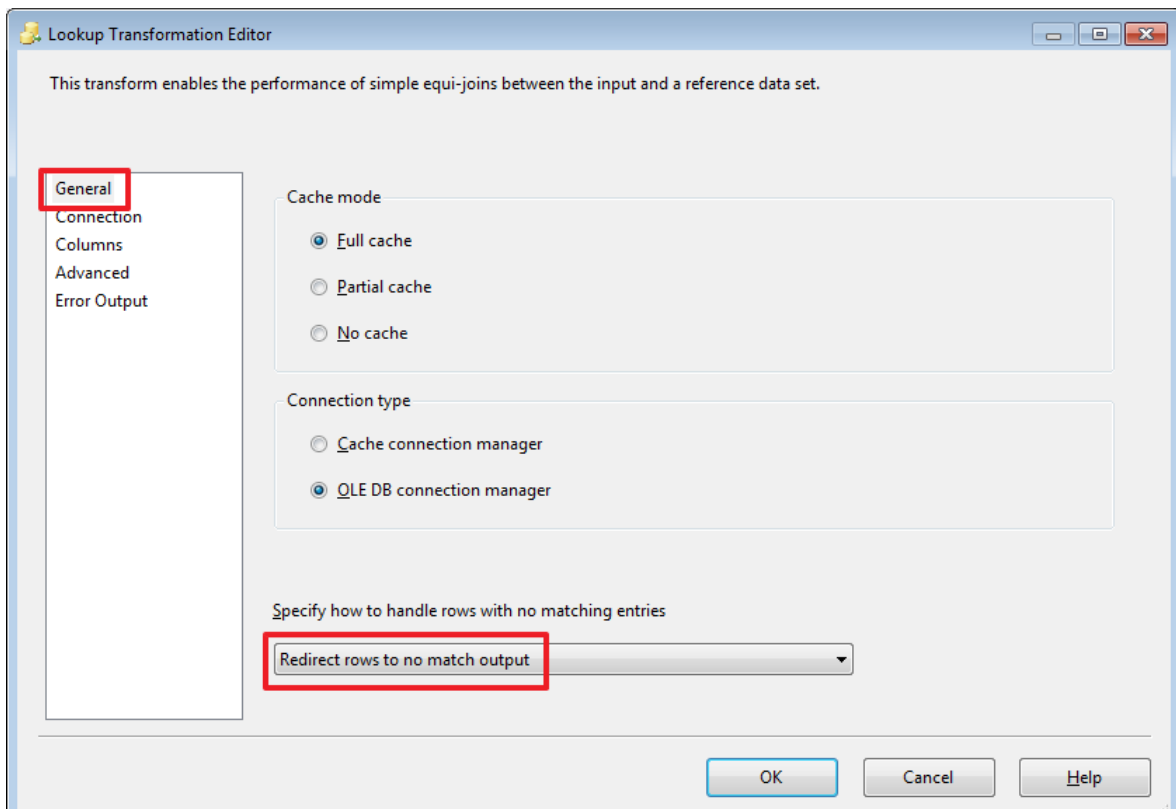 Lookup Transformation Editor
This transform enables the performance of simple equi-joins between the input and a reference data set.
General
Connection
Columns
Advanced
Error Output
Cache mode
Full cache
Partial cache
No cache
Connection type
Cache connection manager
OLE DB connection manager
Specify how to handle rows with no matching entries
Redirect rows to no match output
OK
Cancel
Help